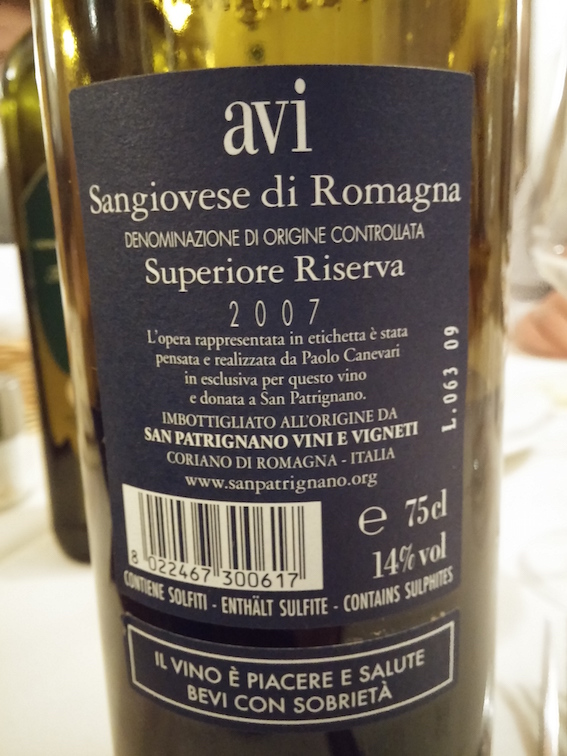 avi
Sangiovese di Romagna
DENOMINAZIONE DI ORIGINE CONTROLLATA
Superiore Riserva
2007
L'opera rappresentata in etichetta è stata
pensata e realizzata da Paolo Canevari
in esclusiva per questo vino
e donata a San Patrignano.
IMBOTTIGLIATO ALL'ORIGINE DA
SAN PATRIGNANO VINI E VIGNETI
CORIANO DI ROMAGNA - ITALIA
www.sanpatrignano.org
L.063 09
8 022467 300617
e 75cl
14% vol
CONTIENE SOLFITI - ENTHÄLT SULFITE - CONTAINS SULPHITES
IL VINO È PIACERE E SALUTE
BEVI CON SOBRIETÀ